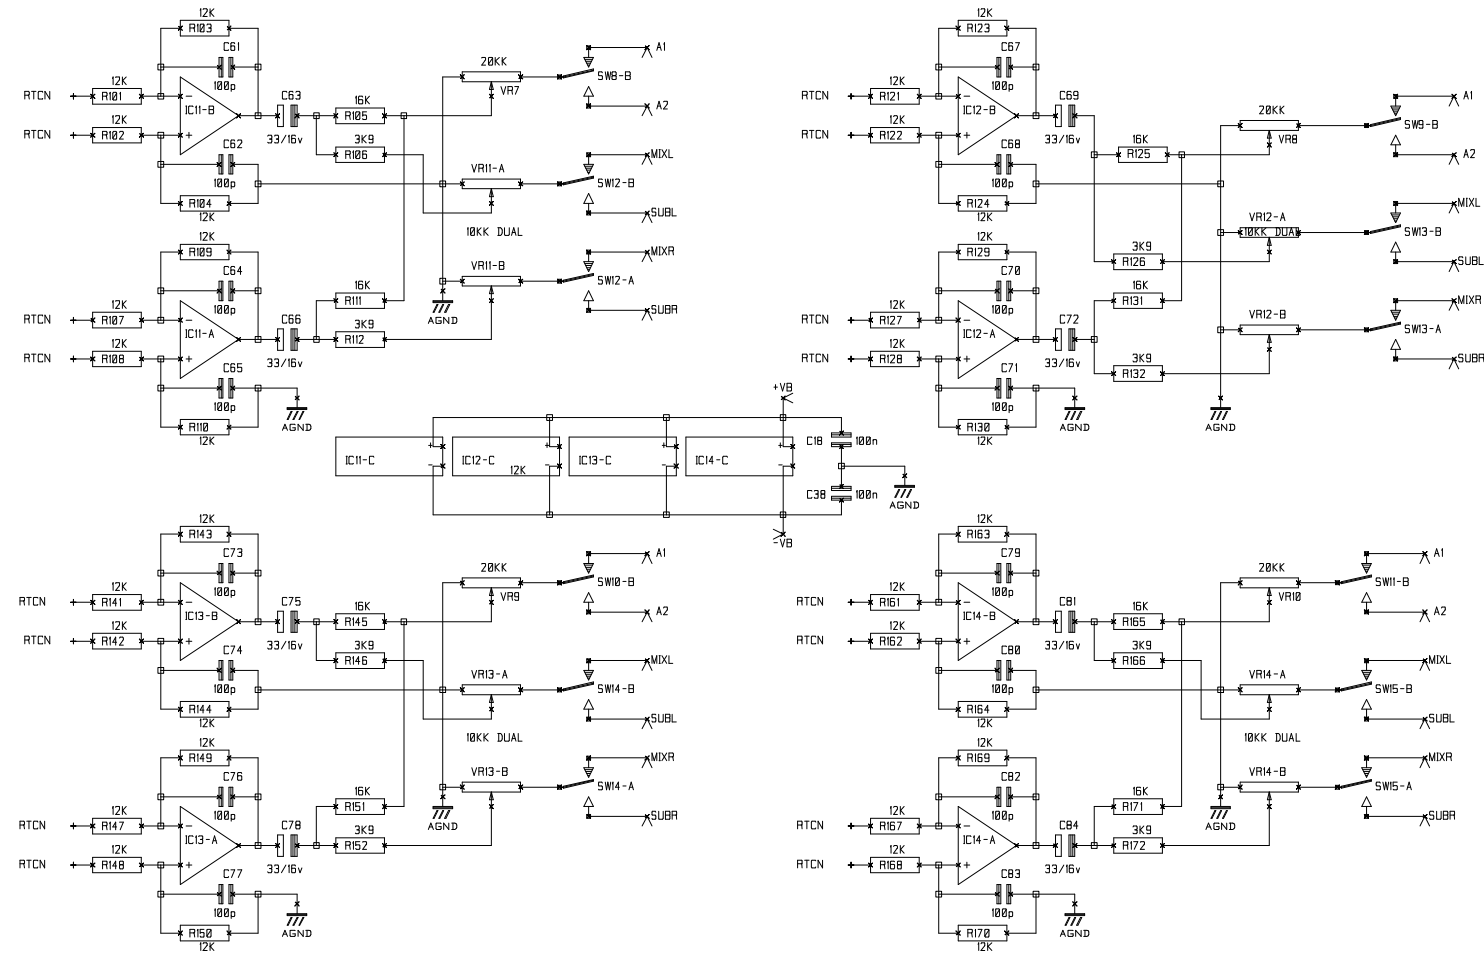 12K
R103
C61
100p
12K
R101
RTCN
12K
R102
RTCN
IC11-B
-
+
C63
33/16v
C62
100p
R104
12K
16K
R105
3K9
R106
20KK
VR7
SW8-B
A1
A2
VR11-A
10KK DUAL
SW12-B
MIXL
SUBL
12K
R109
C64
100p
12K
R107
RTCN
12K
R108
RTCN
IC11-A
-
+
C66
33/16v
C65
100p
R110
12K
AGND
16K
R111
3K9
R112
AGND
VR11-B
SW12-A
MIXR
SUBR
12K
R123
C67
100p
12K
R121
RTCN
12K
R122
RTCN
IC12-B
-
+
C69
33/16v
C68
100p
R124
12K
16K
R125
20KK
VR8
SW9-B
A1
A2
VR12-A
10KK DUAL
SW13-B
MIXL
SUBL
3K9
R126
12K
R129
C70
100p
12K
R127
RTCN
12K
R128
RTCN
IC12-A
-
+
C72
33/16v
C71
100p
R130
12K
AGND
16K
R131
3K9
R132
VR12-B
SW13-A
MIXR
SUBR
AGND
+VB
IC11-C
+
-
IC12-C
12K
+
-
IC13-C
+
-
IC14-C
+
-
C18
100n
C38
100n
AGND
-VB
12K
R143
C73
100p
12K
R141
RTCN
12K
R142
RTCN
IC13-B
-
+
C75
33/16v
C74
100p
R144
12K
16K
R145
3K9
R146
20KK
VR9
SW10-B
A1
A2
VR13-A
10KK DUAL
SW14-B
MIXL
SUBL
12K
R149
C76
100p
12K
R147
RTCN
12K
R148
RTCN
IC13-A
-
+
C78
33/16v
C77
100p
R150
12K
AGND
16K
R151
3K9
R152
AGND
VR13-B
SW14-A
MIXR
SUBR
12K
R163
C79
100p
12K
R161
RTCN
12K
R162
RTCN
IC14-B
-
+
C81
33/16v
C80
100p
R164
12K
16K
R165
3K9
R166
20KK
VR10
SW11-B
A1
A2
VR14-A
10KK DUAL
SW15-B
MIXL
SUBL
12K
R169
C82
100p
12K
R167
RTCN
12K
R168
RTCN
IC14-A
-
+
C84
33/16v
C83
100p
R170
12K
AGND
16K
R171
3K9
R172
AGND
VR14-B
SW15-A
MIXR
SUBR